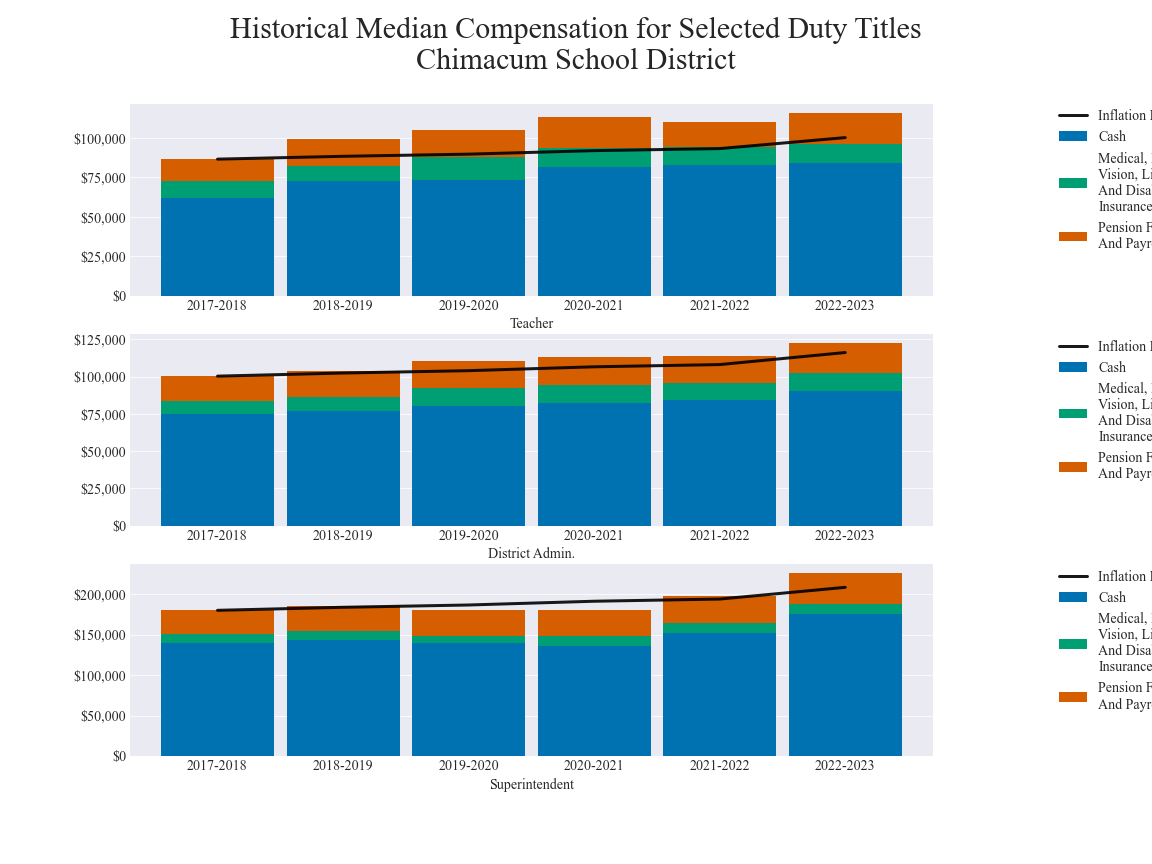 Historical Median Compensation for Selected Duty Titles
Chimacum School District
$100,000
$75,000
$50,000
$25,000
$0
2017-2018 2018-2019 2019-2020 2020-2021 2021-2022 2022-2023
Teacher
Inflation
Cash
Medical,
Vision,
And
Insurance
Pension
And
$125,000
$100,000
$75,000
$50,000
$25,000
$0
2017-2018 2018-2019 2019-2020 2020-2021 2021-2022 2022-2023
District Admin.
Inflation
Cash
Medical,
Vision,
And
Insurance
Pension
And
$200,000
$150,000
$100,000
$50,000
$0
2017-2018 2018-2019 2019-2020 2020-2021 2021-2022 2022-2023
Superintendent
Inflation
Cash
Medical,
Vision,
And
Insurance
Pension
And